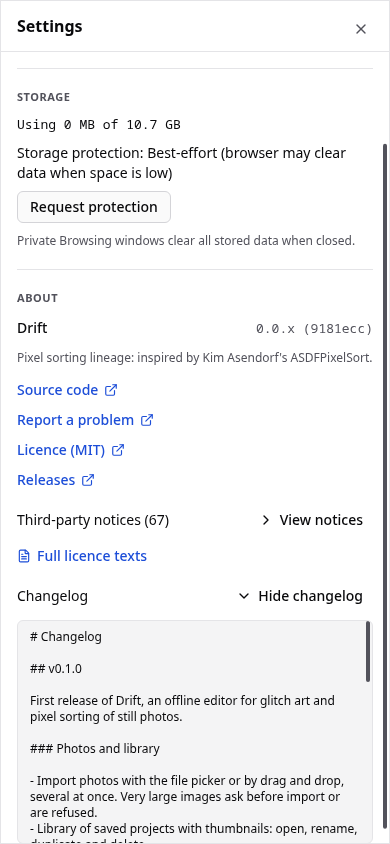 Settings
STORAGE
Using 0 MB of 10.7 GB
Storage protection: Best-effort (browser may clear
data when space is low)
Request protection
Private Browsing windows clear all stored data when closed.
ABOUT
Drift 0.0.x (9181ecc)
Pixel sorting lineage: inspired by Kim Asendorf's ASDFPixelSort.
Source code
Report a problem
Licence (MIT)
Releases
Third-party notices (67) View notices
Full licence texts
Changelog Hide changelog
# Changelog
## v0.1.0
First release of Drift, an offline editor for glitch art and
pixel sorting of still photos.
### Photos and library
- Import photos with the file picker or by drag and drop,
several at once. Very large images ask before import or
are refused.
- Library of saved projects with thumbnails: open, rename,
duplicate and delete.